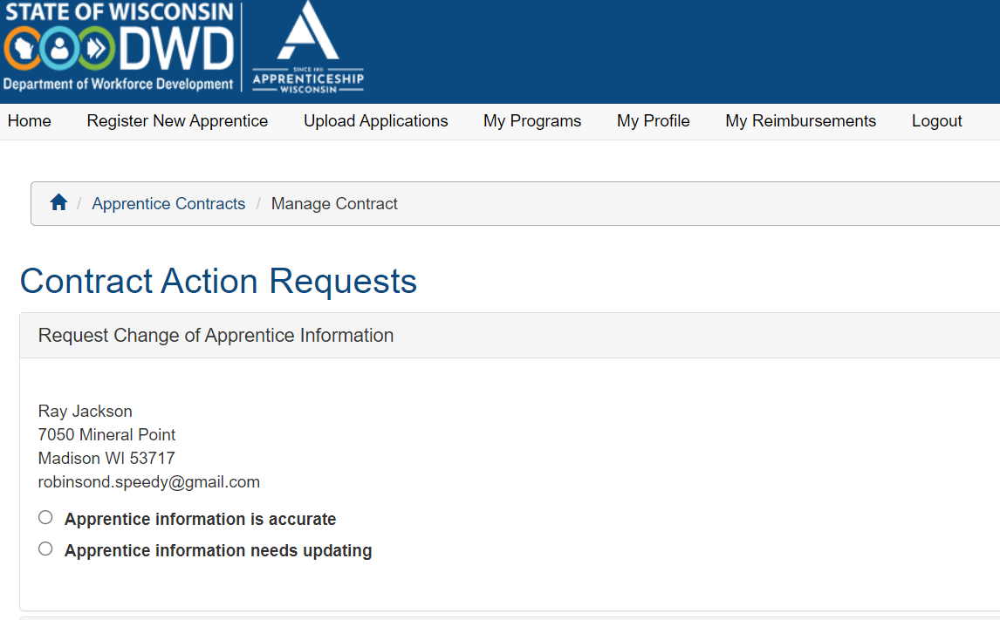 STATE OF WISCONSIN
DWD
Department of Workforce Development
SINCE 1911
APPRENTICESHIP
WISCONSIN
Home Register New Apprentice Upload Applications My Programs My Profile My Reimbursements Logout
/ Apprentice Contracts / Manage Contract
Contract Action Requests
Request Change of Apprentice Information
Ray Jackson
7050 Mineral Point
Madison WI 53717
robinsond.speedy@gmail.com
Apprentice information is accurate
Apprentice information needs updating